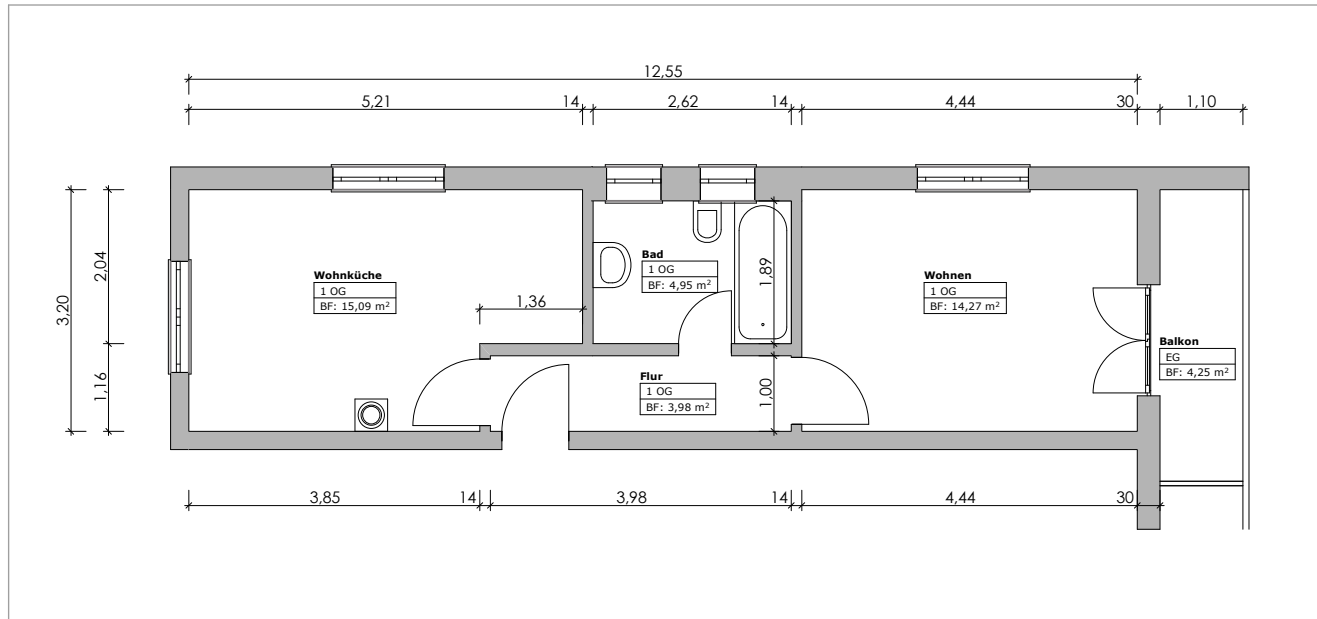 12,55
5,21 14 2,62 14 4,44 30 1,10
3,20
2,04
1,16
Wohnküche
1 OG
BF: 15,09 m²
1,36
Bad
1 OG
BF: 4,95 m²
1,89
Flur
1 OG
BF: 3,98 m²
1,00
Wohnen
1 OG
BF: 14,27 m²
Balkon
EG
BF: 4,25 m²
3,85 14 3,98 14 4,44 30